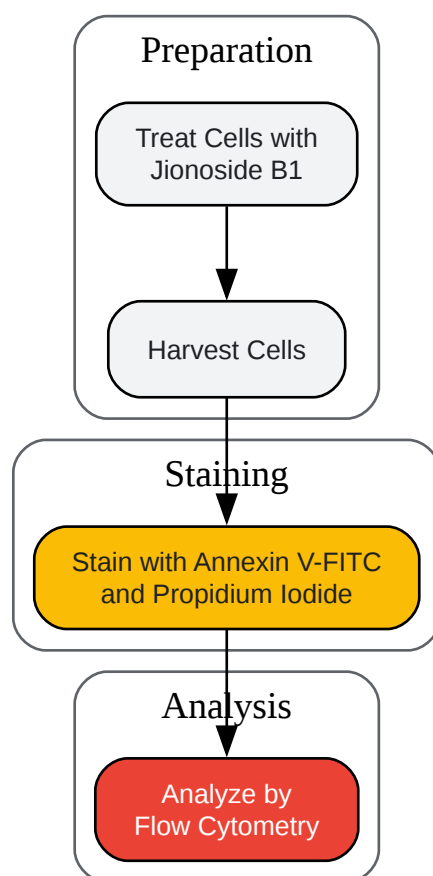 Preparation
Treat Cells with
Jionoside B1
Harvest Cells
Staining
Stain with Annexin V-FITC
and Propidium Iodide
Analysis
Analyze by
Flow Cytometry